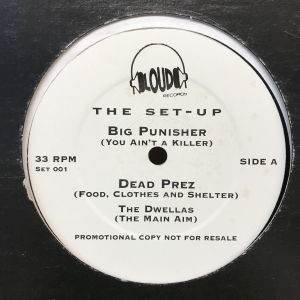 LOUD
RECORDS
THE SET-UP
BIG PUNISHER
(YOU AIN'T A KILLER)
33 RPM
SET 001
SIDE A
DEAD PREZ
(FOOD, CLOTHES AND SHELTER)
THE DWELLAS
(THE MAIN AIM)
PROMOTIONAL COPY NOT FOR RESALE